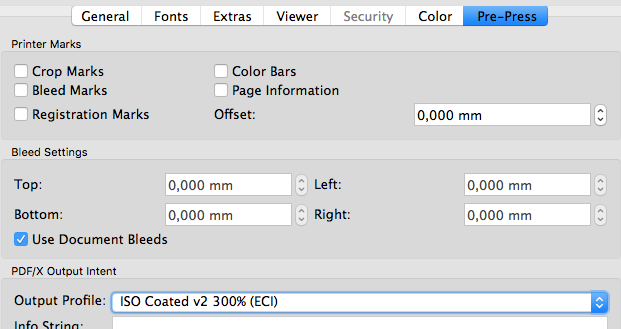 General Fonts Extras Viewer Security Color Pre-Press
Printer Marks
Crop Marks Color Bars
Bleed Marks Page Information
Registration Marks Offset: 0,000 mm
Bleed Settings
Top: 0,000 mm Left: 0,000 mm
Bottom: 0,000 mm Right: 0,000 mm
Use Document Bleeds
PDF/X Output Intent
Output Profile: ISO Coated v2 300% (ECI)
Info String: